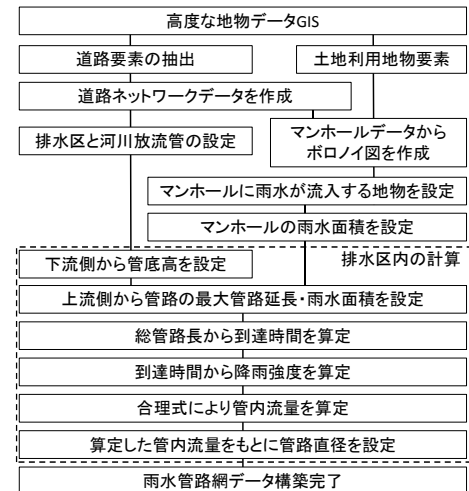 高度な地物データGIS
道路要素の抽出
土地利用地物要素
道路ネットワークデータを作成
排水区と河川放流管の設定
マンホールデータから
ボロノイ図を作成
マンホールに雨水が流入する地物を設定
マンホールの雨水面積を設定
排水区内の計算
下流側から管底高を設定
上流側から管路の最大管路延長・雨水面積を設定
総管路長から到達時間を算定
到達時間から降雨強度を算定
合理式により管内流量を算定
算定した管内流量をもとに管路直径を設定
雨水管路網データ構築完了